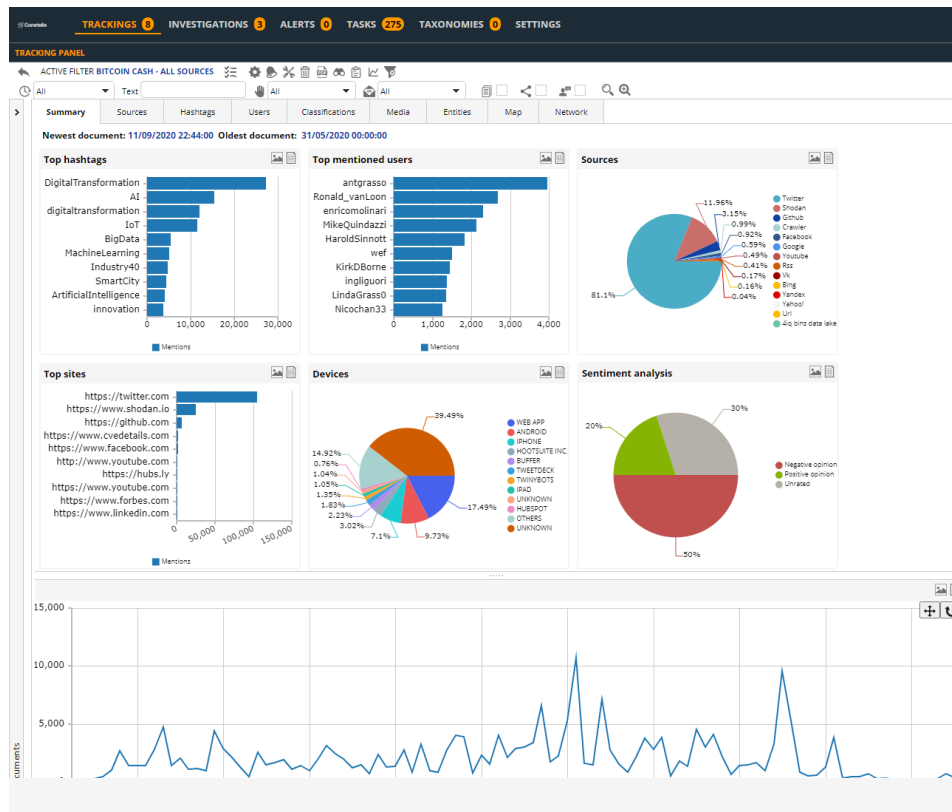 Constella TRACKINGS 8 INVESTIGATIONS 3 ALERTS 0 TASKS 275 TAXONOMIES 0 SETTINGS
TRACKING PANEL
ACTIVE FILTER BITCOIN CASH - ALL SOURCES
All Text All All
Summary Sources Hashtags Users Classifications Media Entities Map Network
Newest document: 11/09/2020 22:44:00 Oldest document: 31/05/2020 00:00:00
Top hashtags
DigitalTransformation
AI
digitaltransformation
IoT
BigData
MachineLearning
Industry40
SmartCity
ArtificialIntelligence
innovation
0 10,000 20,000 30,000
Mentions
Top mentioned users
antgrasso
Ronald_vanLoon
enricomolinari
MikeQuindazzi
HaroldSinnott
wef
KirkDBorne
ingliguori
LindaGrass0
Nicochan33
0 1,000 2,000 3,000 4,000
Mentions
Sources
11.96%
3.15%
0.99%
0.92%
0.59%
0.49%
0.41%
0.17%
0.16%
0.04%
81.1%
Twitter
Shodan
Github
Crawler
Facebook
Google
Youtube
Rss
Vk
Bing
Yandex
Yahoo!
Url
4iq bins data lake
Top sites
https://twitter.com
https://www.shodan.io
https://github.com
https://www.cvedetails.com
https://www.facebook.com
http://www.youtube.com
https://hubs.ly
https://www.youtube.com
https://www.forbes.com
https://www.linkedin.com
0 50,000 100,000 150,000
Mentions
Devices
39.49%
14.92%
0.76%
1.04%
1.05%
1.35%
1.83%
2.23%
3.02%
7.1%
9.73%
17.49%
WEB APP
ANDROID
IPHONE
HOOTSUITE INC.
BUFFER
TWEETDECK
TWINYBOTS
IPAD
UNKNOWN
HUBSPOT
OTHERS
UNKNOWN
Sentiment analysis
30%
20%
50%
Negative opinion
Positive opinion
Unrated
15,000
10,000
5,000
cuments